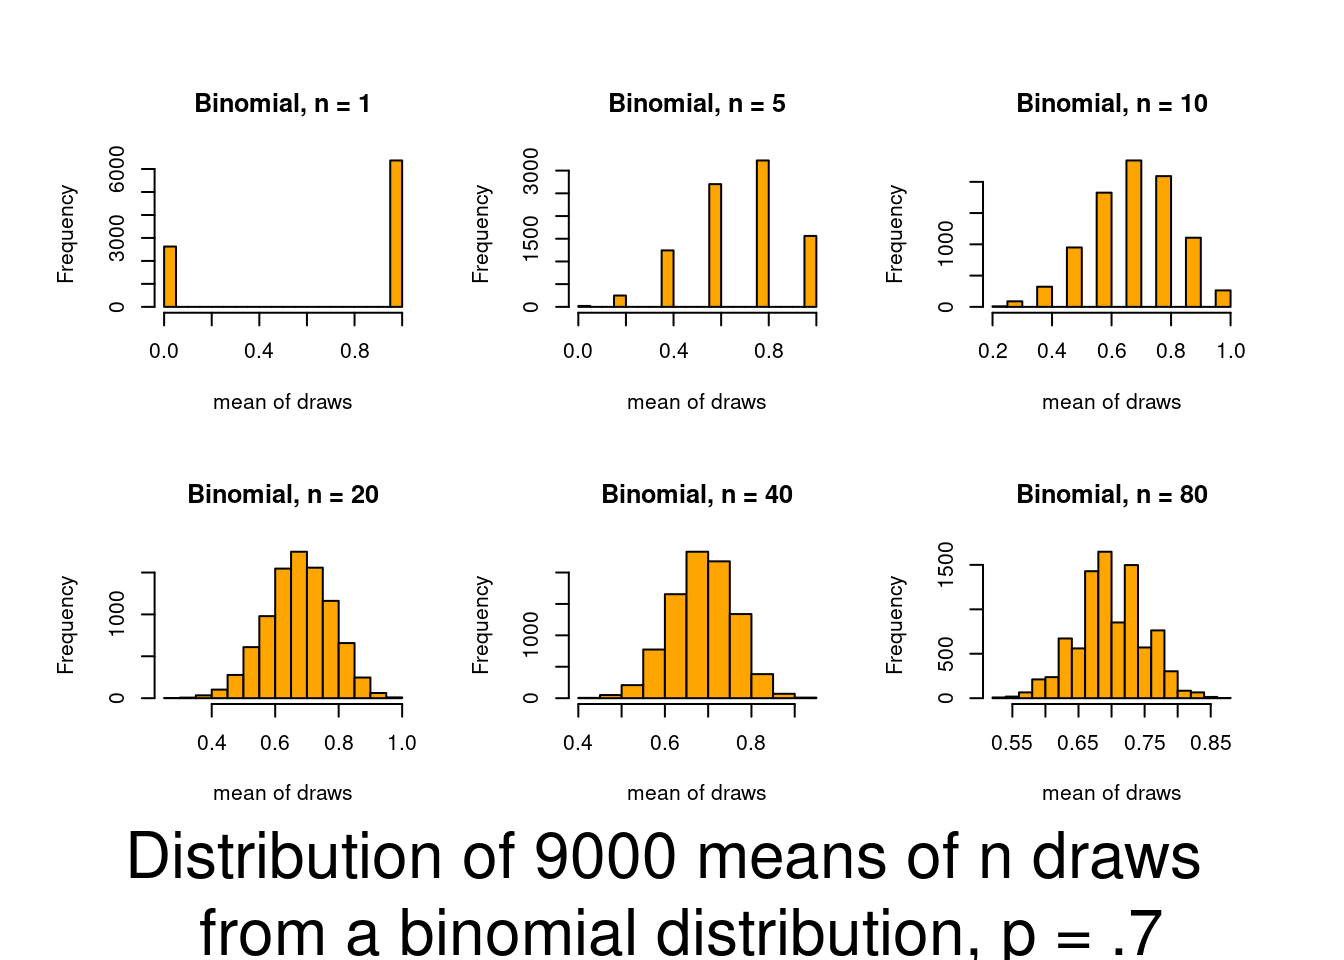 Binomial, n = 1
Frequency
0 3000 6000
0.0 0.4 0.8
mean of draws
Binomial, n = 5
Frequency
0 1500 3000
0.0 0.4 0.8
mean of draws
Binomial, n = 10
Frequency
0 1000
0.2 0.4 0.6 0.8 1.0
mean of draws
Binomial, n = 20
Frequency
0 1000
0.4 0.6 0.8 1.0
mean of draws
Binomial, n = 40
Frequency
0 1000
0.4 0.6 0.8
mean of draws
Binomial, n = 80
Frequency
0 500 1500
0.55 0.65 0.75 0.85
mean of draws
Distribution of 9000 means of n draws
from a binomial distribution, p = .7